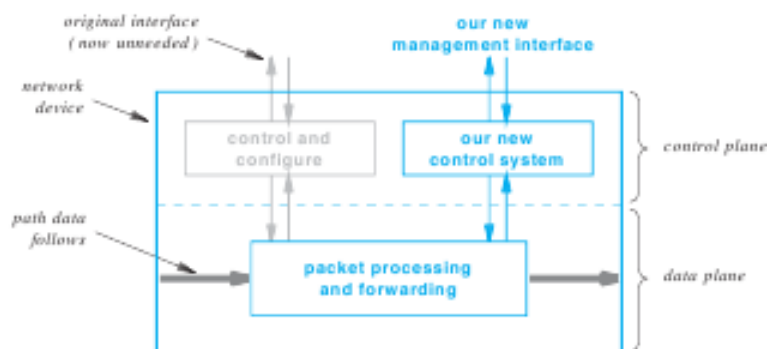 original interface
(now unneeded)
our new
management interface
network
device
control and
configure
our new
control system
control plane
path data
follows
packet processing
and forwarding
data plane